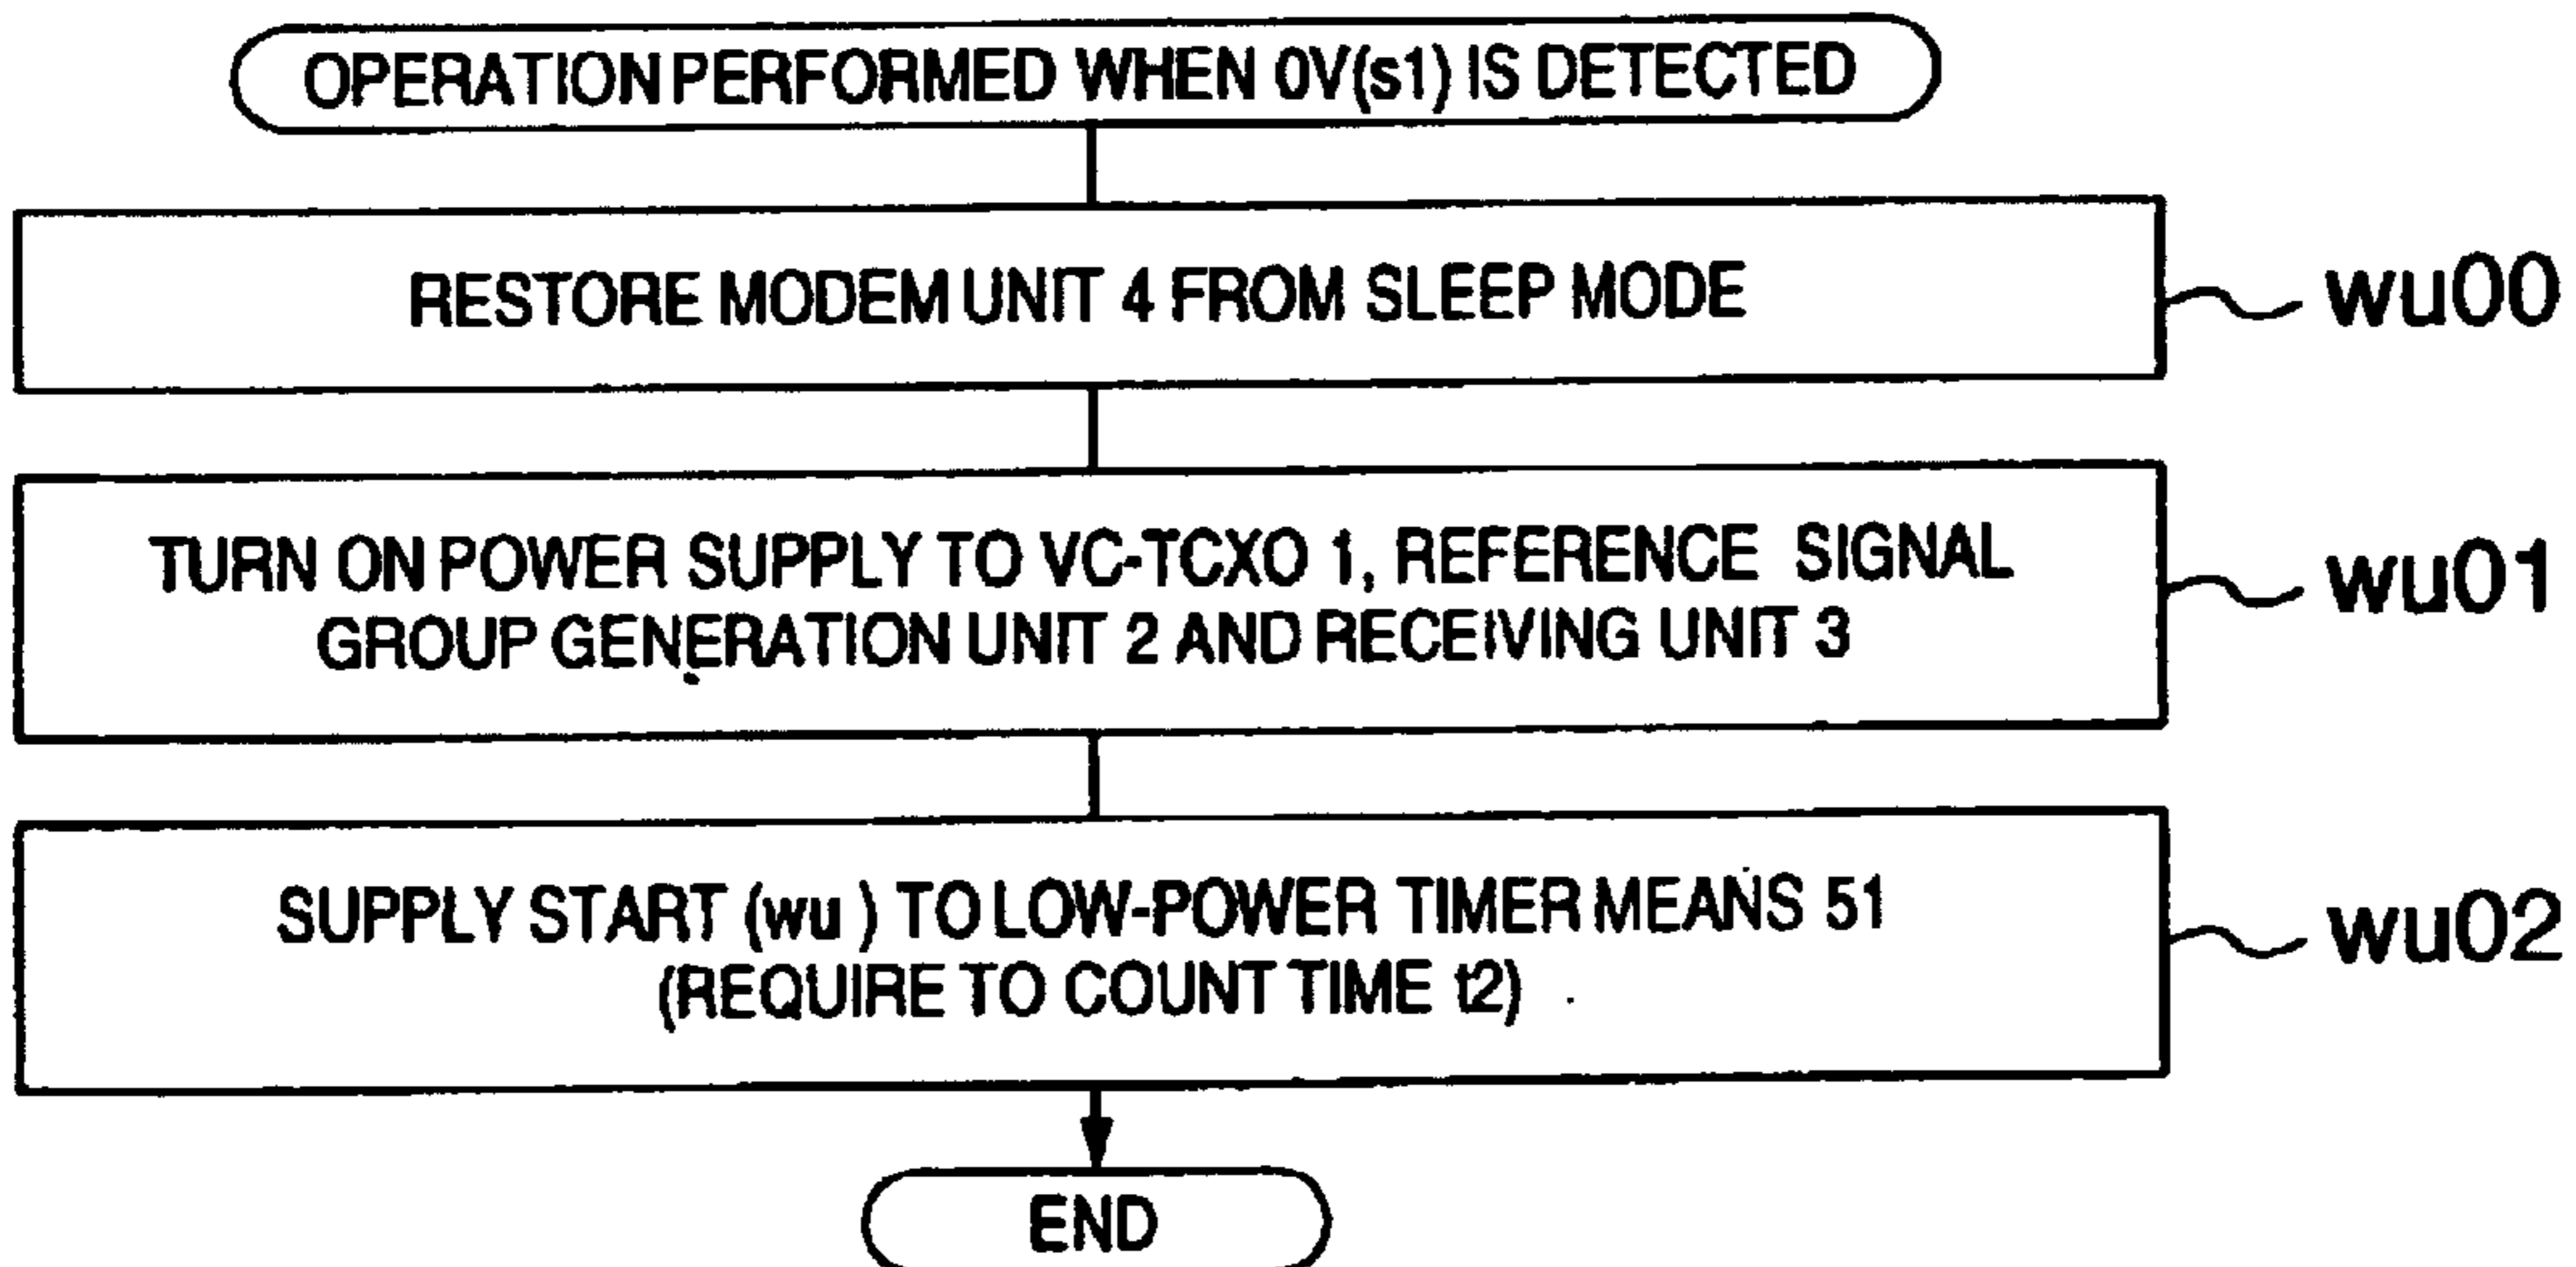 OPERATION PERFORMED WHEN 0V(s1) IS DETECTED
RESTORE MODEM UNIT 4 FROM SLEEP MODE
wu00
TURN ON POWER SUPPLY TO VC-TCXO 1, REFERENCE SIGNAL
GROUP GENERATION UNIT 2 AND RECEIVING UNIT 3
wu01
SUPPLY START (wu ) TO LOW-POWER TIMER MEANS 51
(REQUIRE TO COUNT TIME t2)
wu02
END